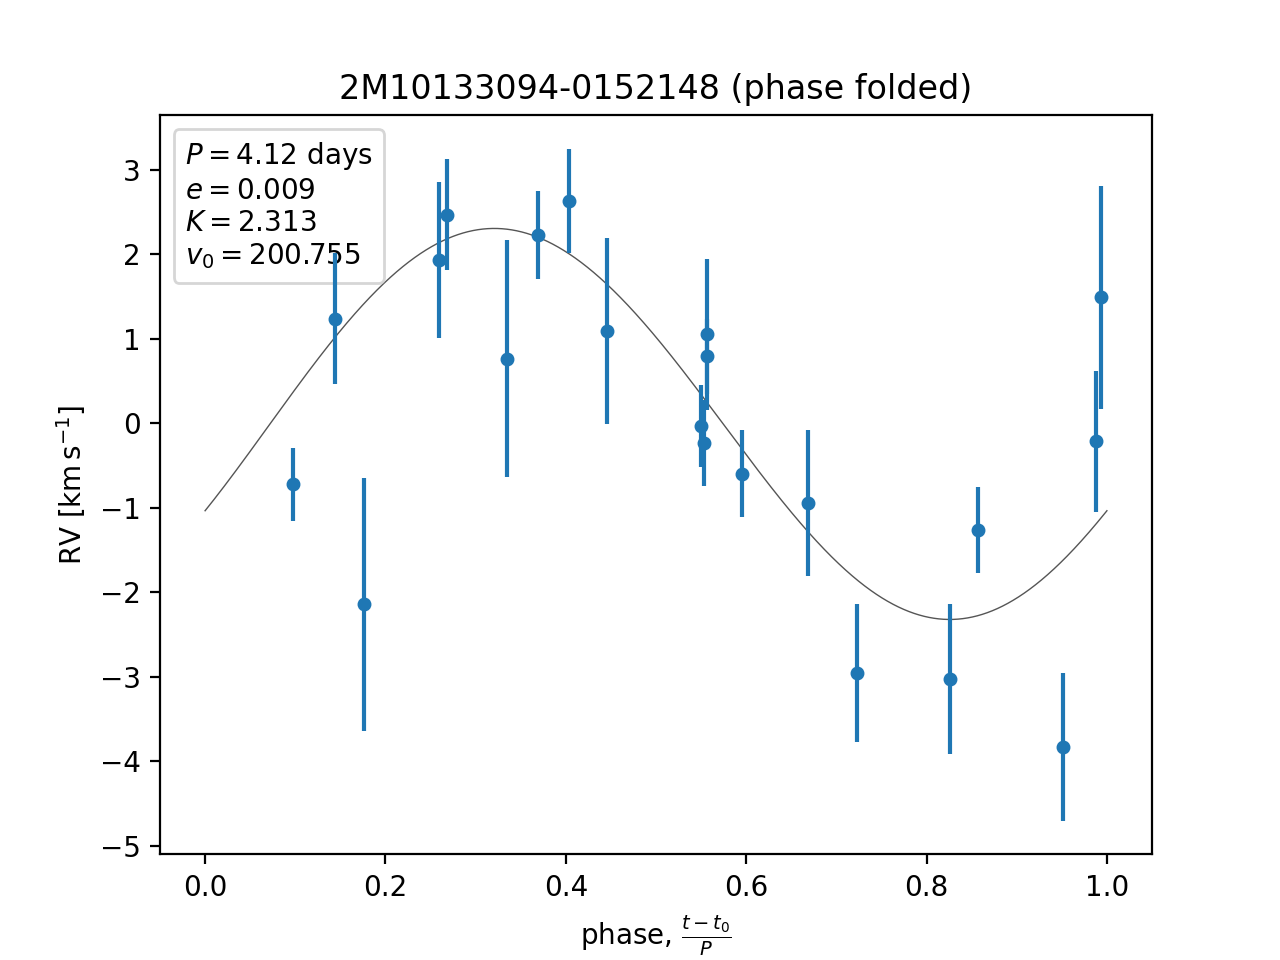 2M10133094-0152148 (phase folded)
P = 4.12 days
e = 0.009
K = 2.313
v₀ = 200.755
3
2
1
0
−1
−2
−3
−4
−5
RV [km s⁻¹]
0.0 0.2 0.4 0.6 0.8 1.0
phase, (t − t₀)/P